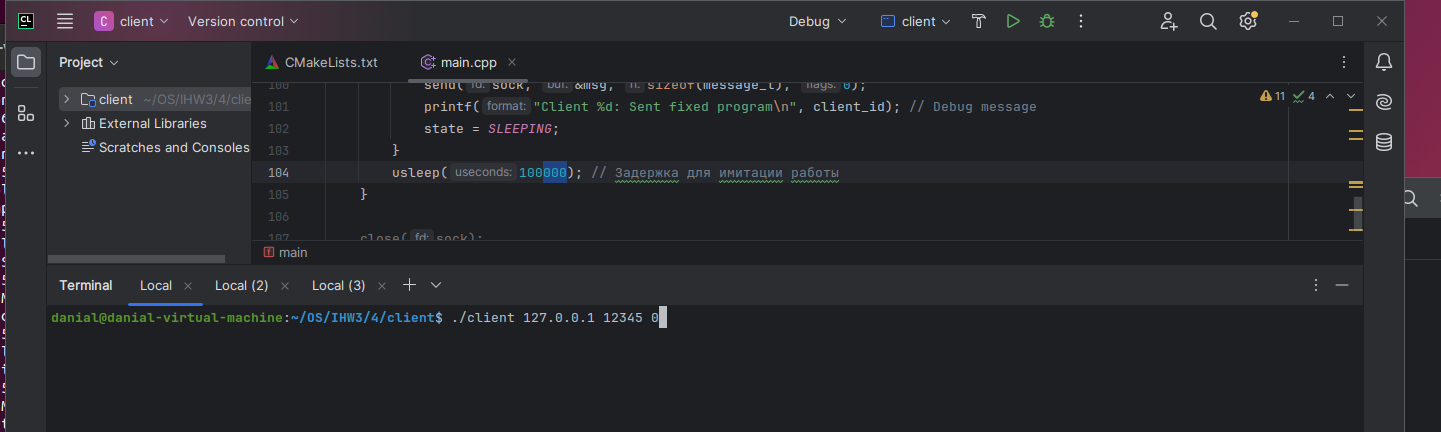 CL C client Version control Debug client
Project CMakeLists.txt main.cpp
client ~/OS/IHW3/4/clie
External Libraries
Scratches and Consoles
100 send( fd: sock, buf: &msg, n: sizeof(message_t), flags: 0);
101 printf( format: "Client %d: Sent fixed program\n", client_id); // Debug message
102 state = SLEEPING;
103 }
104 usleep( useconds: 100000); // Задержка для имитации работы
105 }
106
107 close( fd: sock);
11 4
f main
Terminal Local Local (2) Local (3)
danial@danial-virtual-machine:~/OS/IHW3/4/client$ ./client 127.0.0.1 12345 0